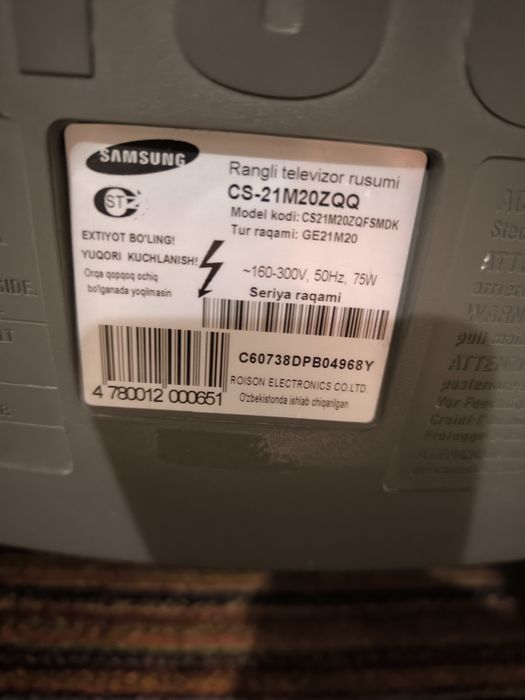 SAMSUNG
Rangli televizor rusumi
CS-21M20ZQQ
Model kodi: CS21M20ZQFSMDK
Tur raqami: GE21M20
EXTIYOT BO'LING!
YUQORI KUCHLANISH!
Orqa qopqoq ochiq
bo'lganada yoqilmasin
~160-300V, 50Hz, 75W
Seriya raqami
C60738DPB04968Y
4 780012 000651
ROISON ELECTRONICS CO.LTD.
O'zbekistonda ishlab chiqarilgan
SIDE.